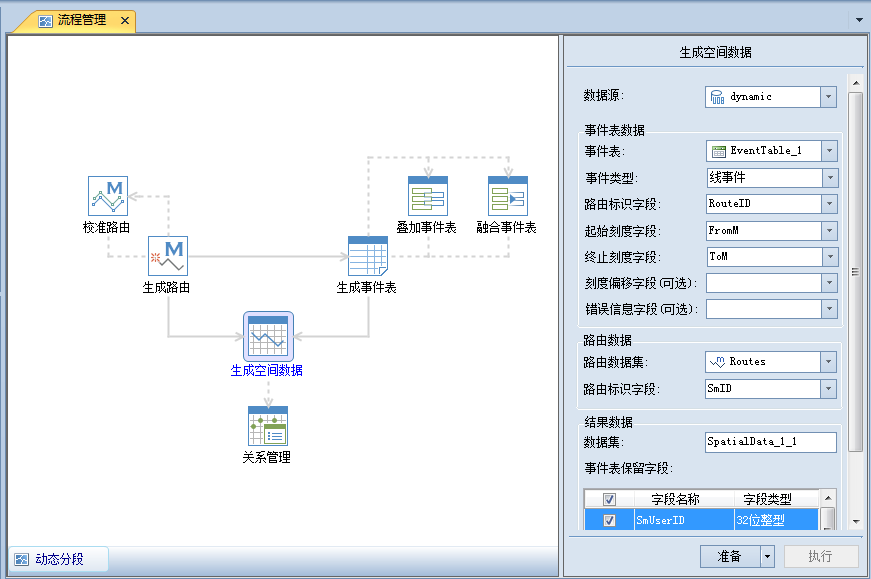 流程管理
校准路由
生成路由
叠加事件表
融合事件表
生成事件表
生成空间数据
关系管理
动态分段
生成空间数据
数据源: dynamic
事件表数据
事件表: EventTable_1
事件类型: 线事件
路由标识字段: RouteID
起始刻度字段: FromM
终止刻度字段: ToM
刻度偏移字段(可选):
错误信息字段(可选):
路由数据
路由数据集: Routes
路由标识字段: SmID
结果数据
数据集: SpatialData_1_1
事件表保留字段:
字段名称 字段类型
SmUserID 32位整型
准备 执行